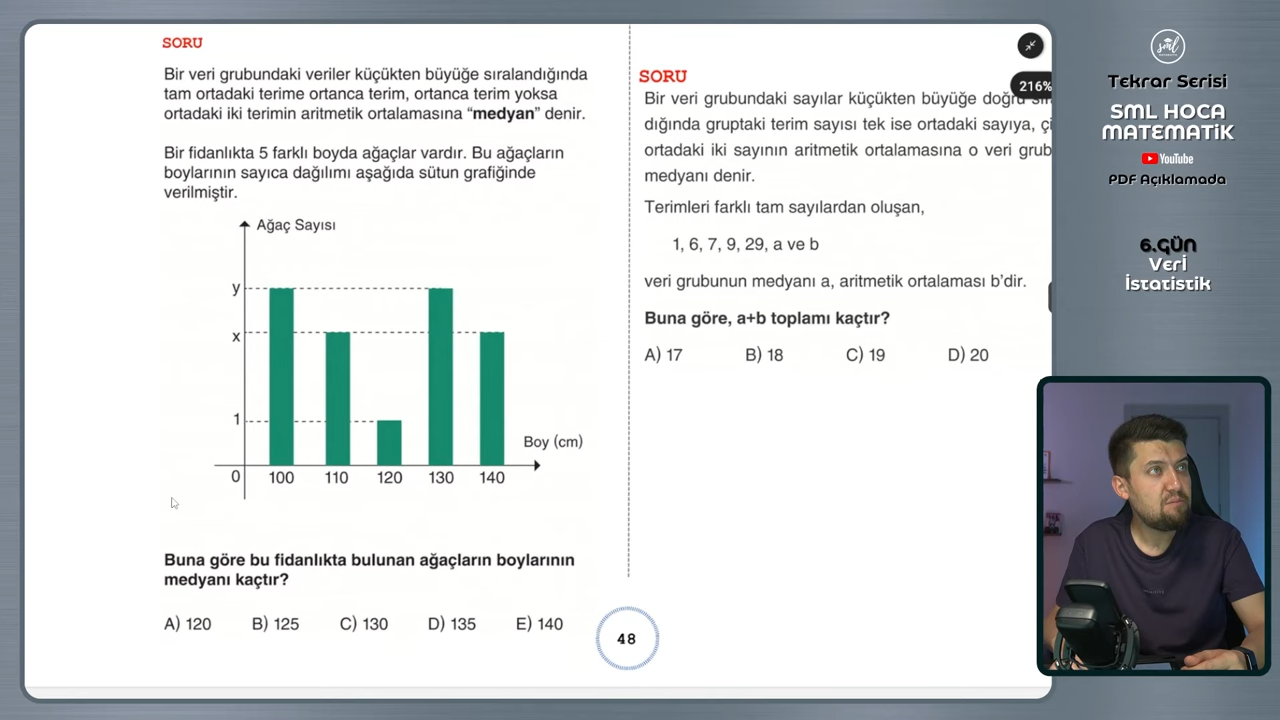 SORU
Bir veri grubundaki veriler küçükten büyüğe sıralandığında
tam ortadaki terime ortanca terim, ortanca terim yoksa
ortadaki iki terimin aritmetik ortalamasına “medyan” denir.
Bir fidanlıkta 5 farklı boyda ağaçlar vardır. Bu ağaçların
boylarının sayıca dağılımı aşağıda sütun grafiğinde
verilmiştir.
Ağaç Sayısı
y
x
1
Boy (cm)
0 100 110 120 130 140
Buna göre bu fidanlıkta bulunan ağaçların boylarının
medyanı kaçtır?
A) 120 B) 125 C) 130 D) 135 E) 140
SORU
216%
Bir veri grubundaki sayılar küçükten büyüğe doğru
dığında gruptaki terim sayısı tek ise ortadaki sayıya, çi
ortadaki iki sayının aritmetik ortalamasına o veri grub
medyanı denir.
Terimleri farklı tam sayılardan oluşan,
1, 6, 7, 9, 29, a ve b
veri grubunun medyanı a, aritmetik ortalaması b’dir.
Buna göre, a+b toplamı kaçtır?
A) 17 B) 18 C) 19 D) 20
48
sml
Tekrar Serisi
SML HOCA
MATEMATİK
YouTube
PDF Açıklamada
6.GÜN
Veri
İstatistik